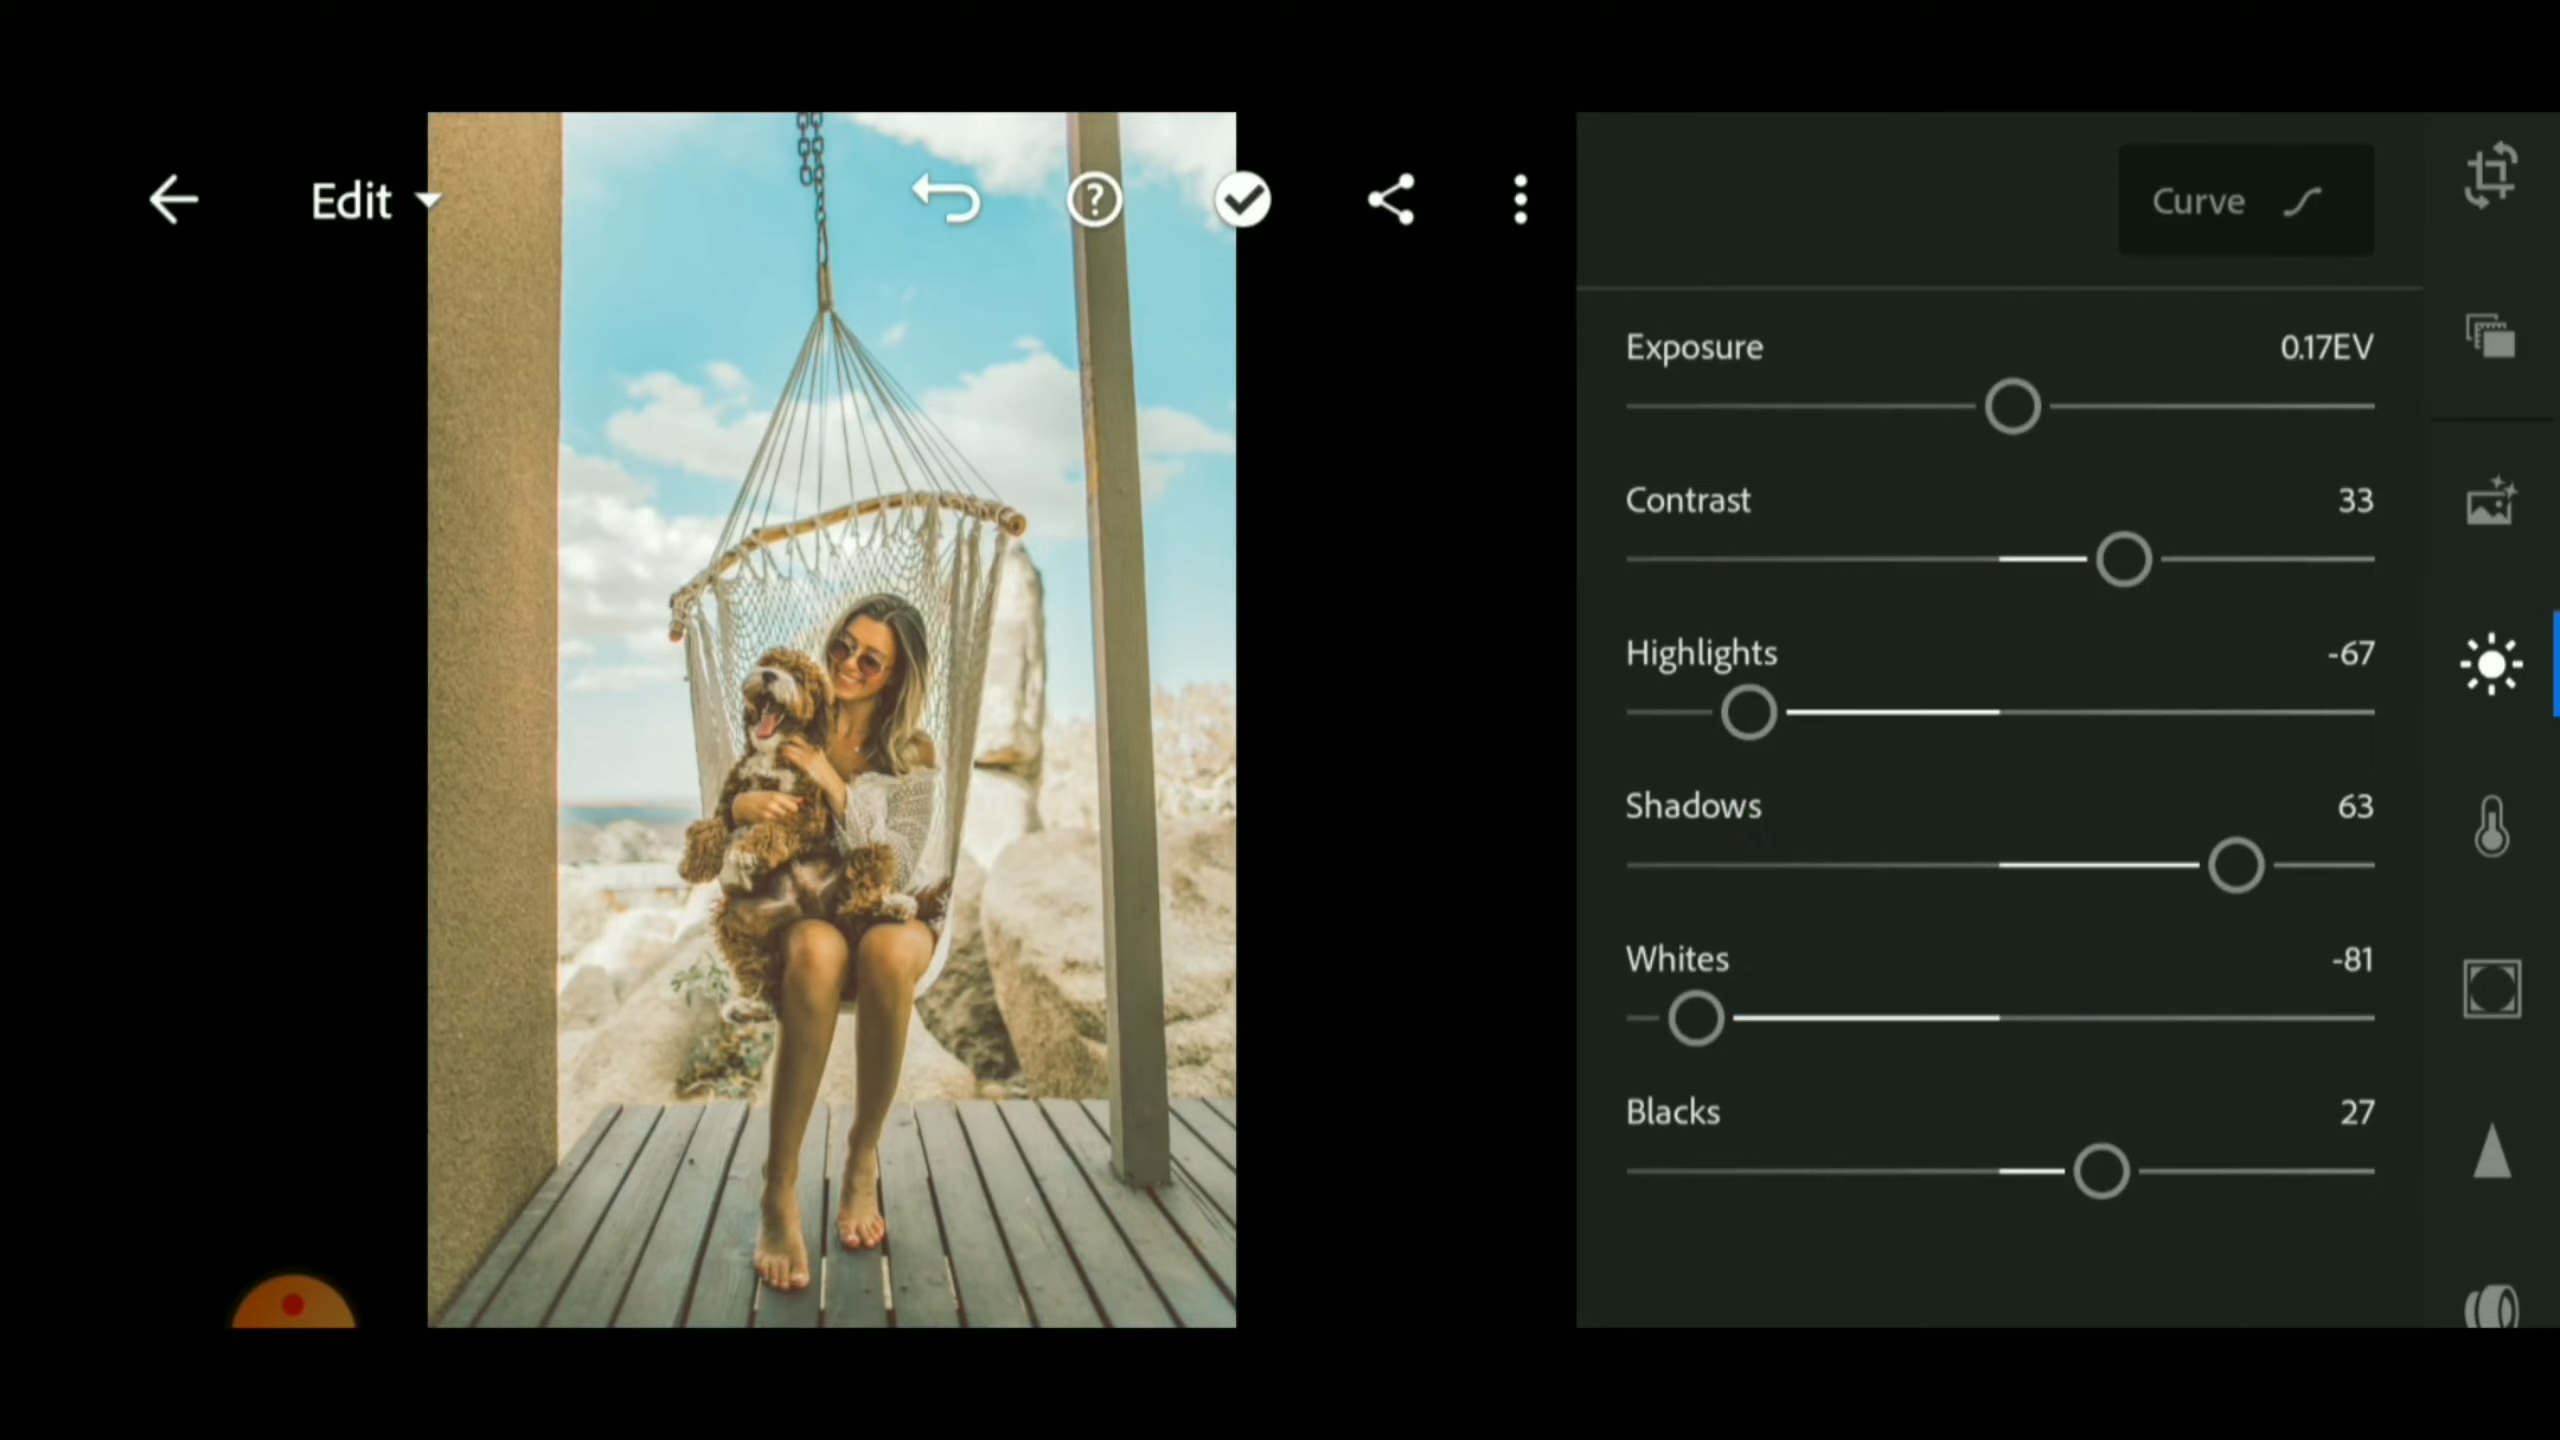 Edit
Curve
Exposure 0.17EV
Contrast 33
Highlights -67
Shadows 63
Whites -81
Blacks 27